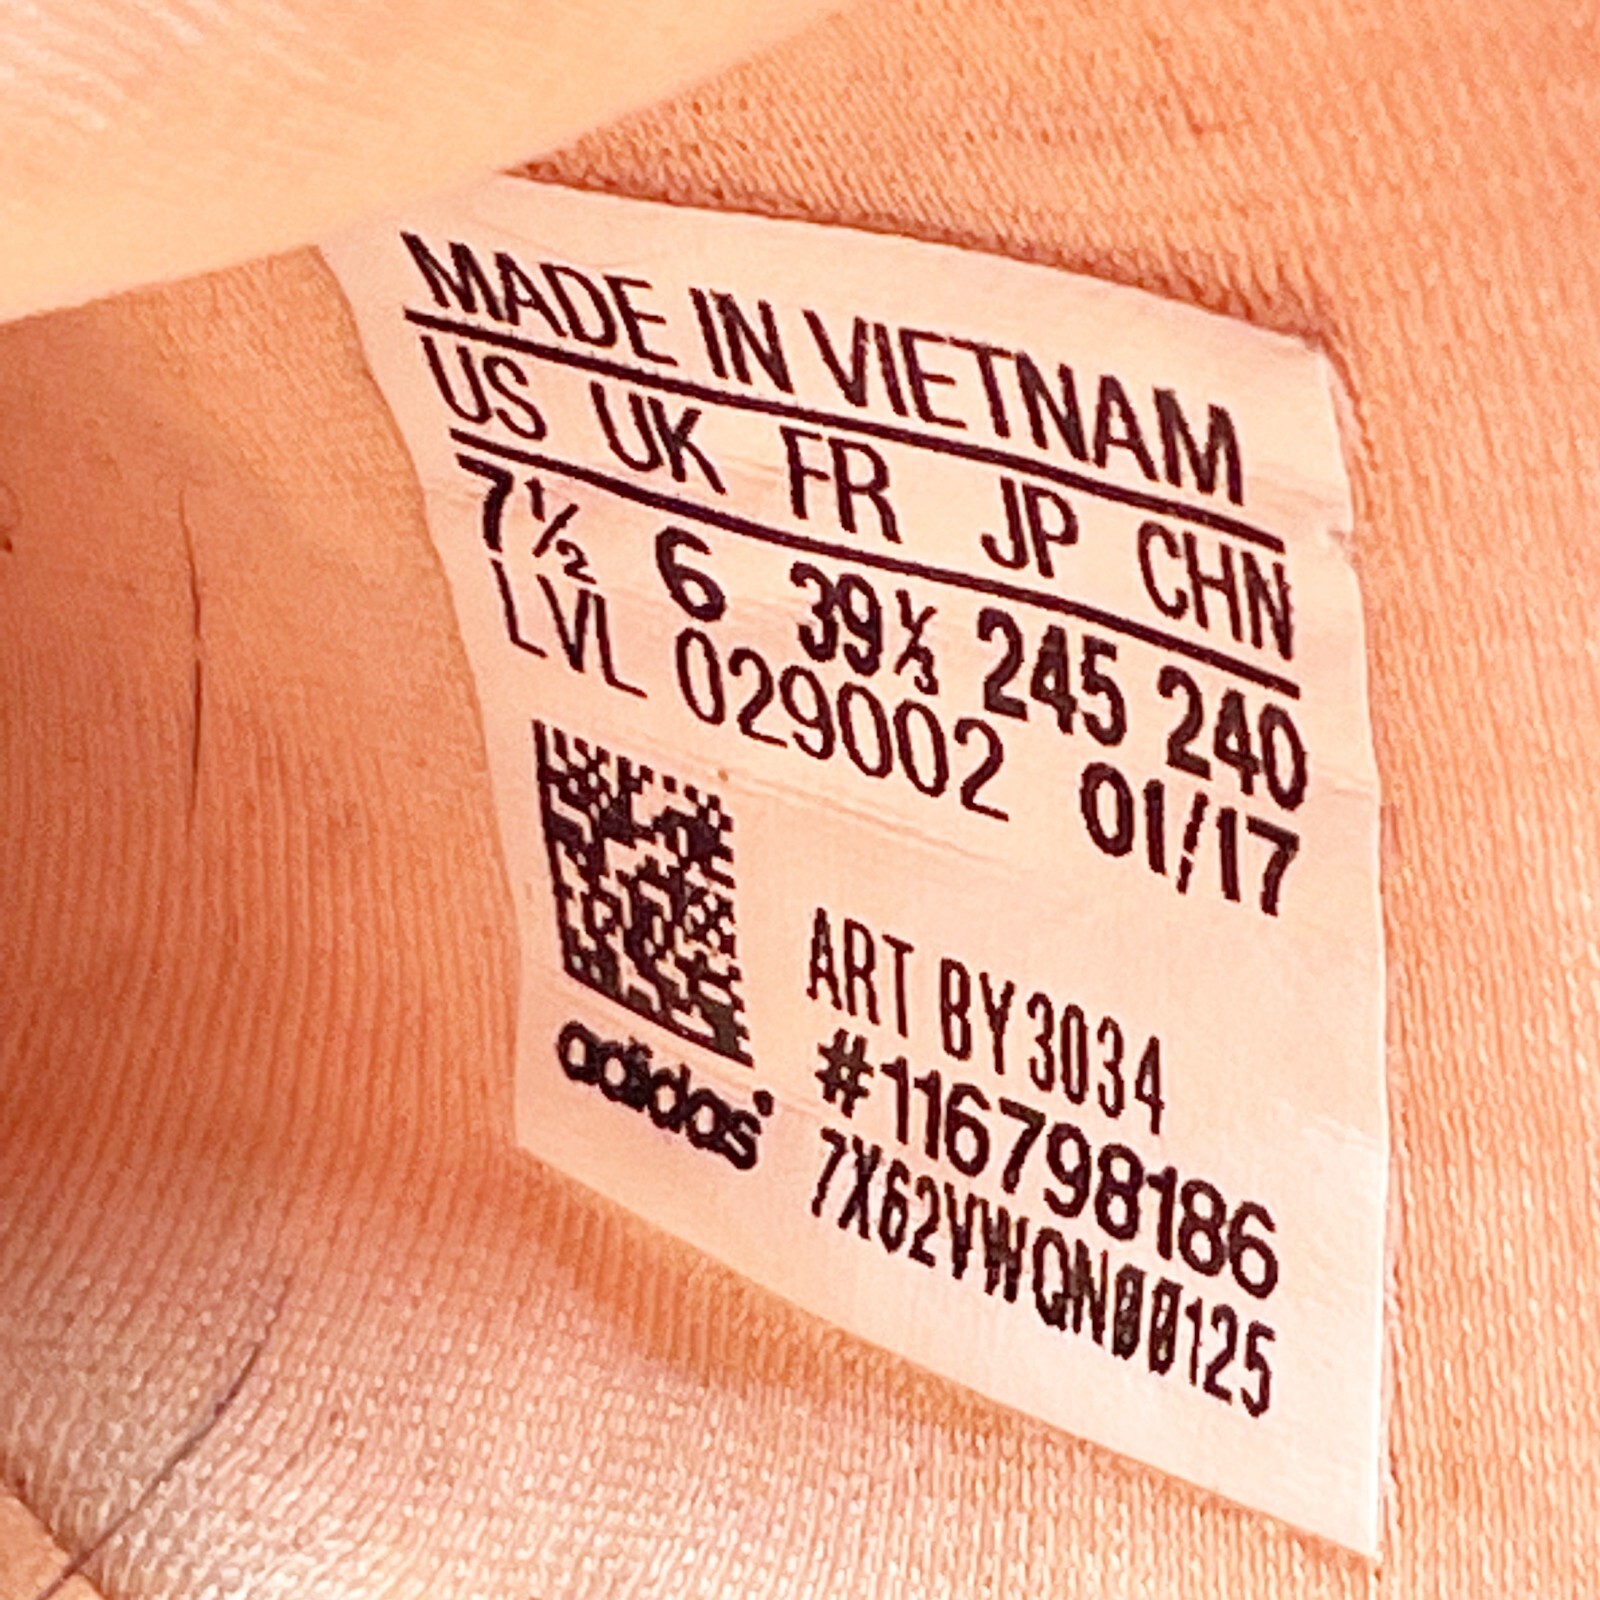 MADE IN VIETNAM
US UK FR JP CHN
7½ 6 39⅓ 245 240
LVL 029002
01/17
ART BY3034
#116798186
7X62VWQN00125
adidas